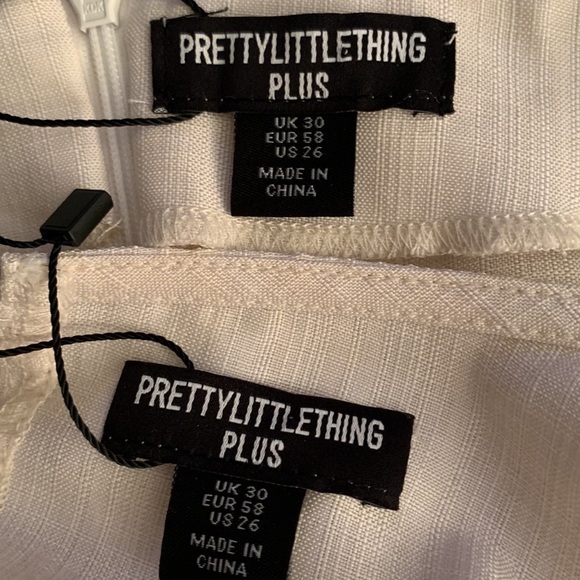 PRETTYLITTLETHING
PLUS
UK 30
EUR 58
US 26
MADE IN
CHINA
PRETTYLITTLETHING
PLUS
UK 30
EUR 58
US 26
MADE IN
CHINA